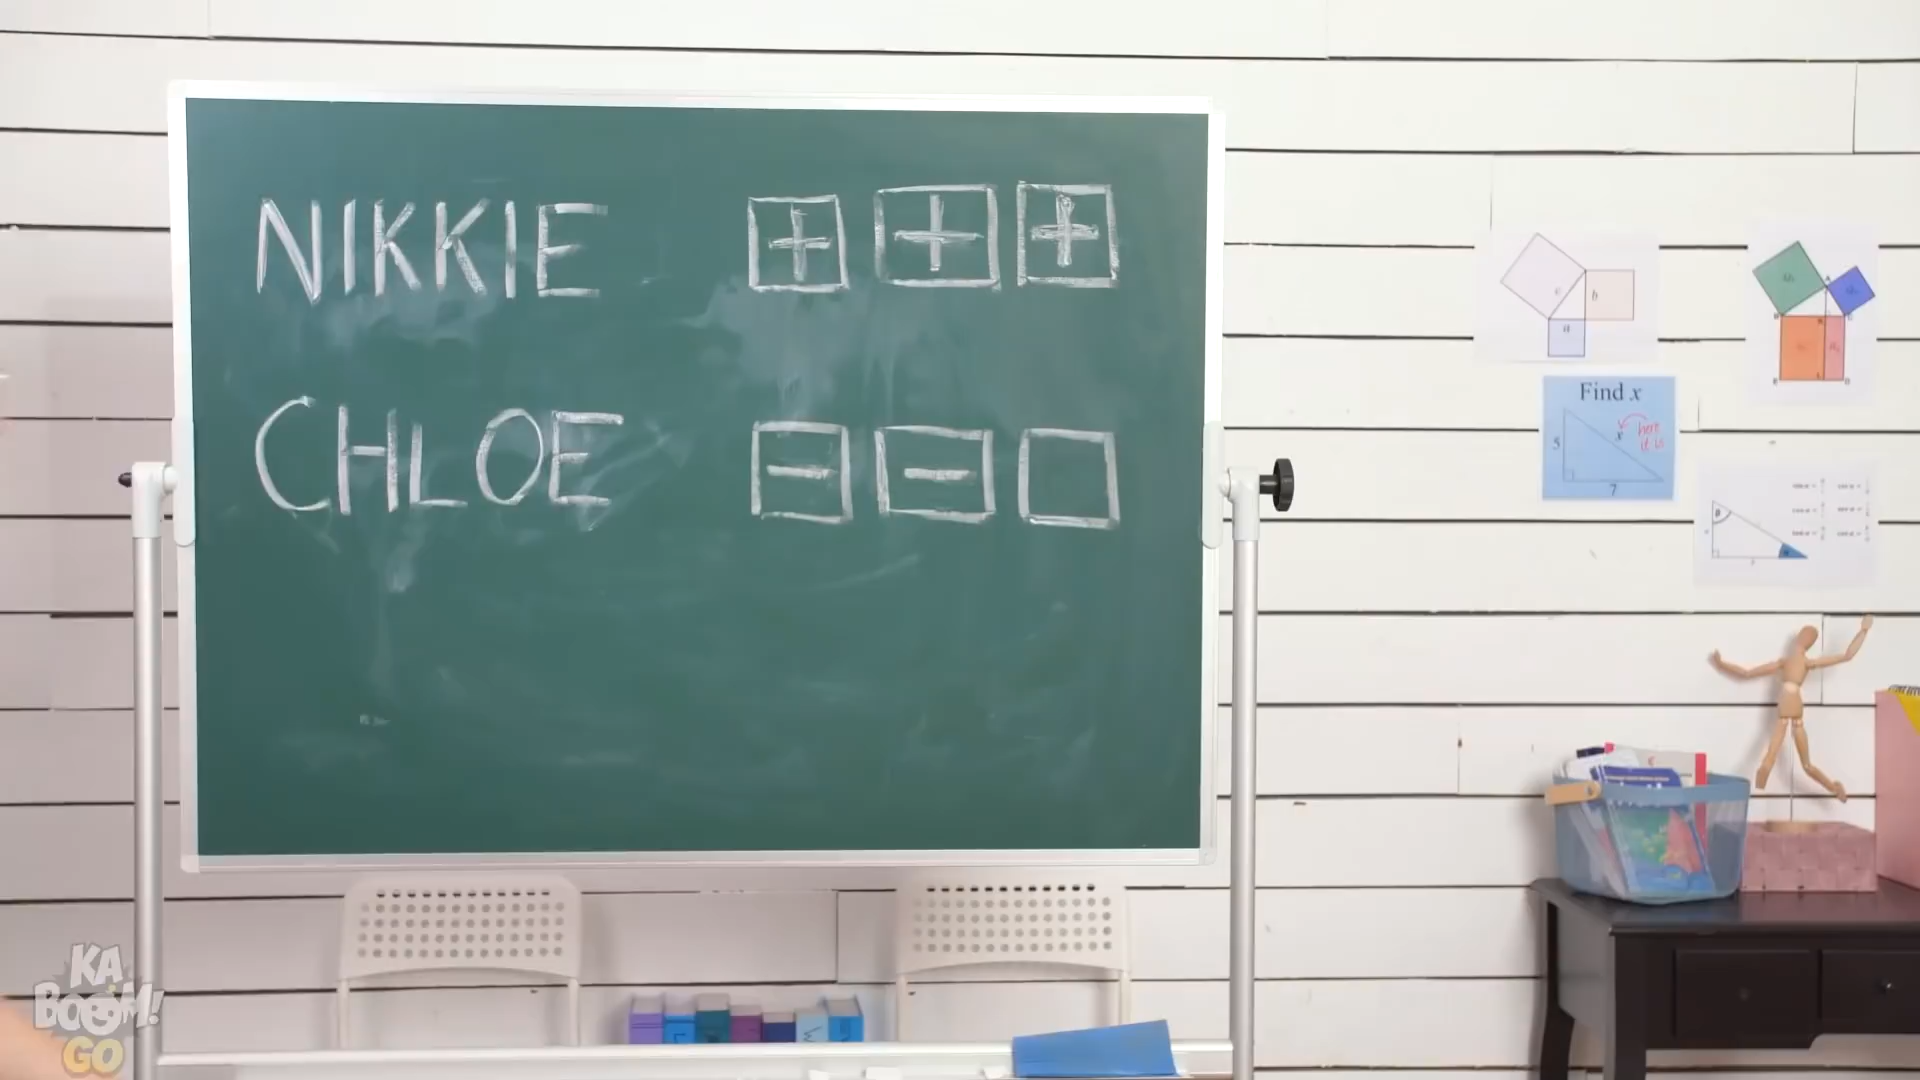 NIKKIE + + +
CHLOE - -
c
b
a
Find x
5
x
here
it is
7
KA
BOOM!
GO